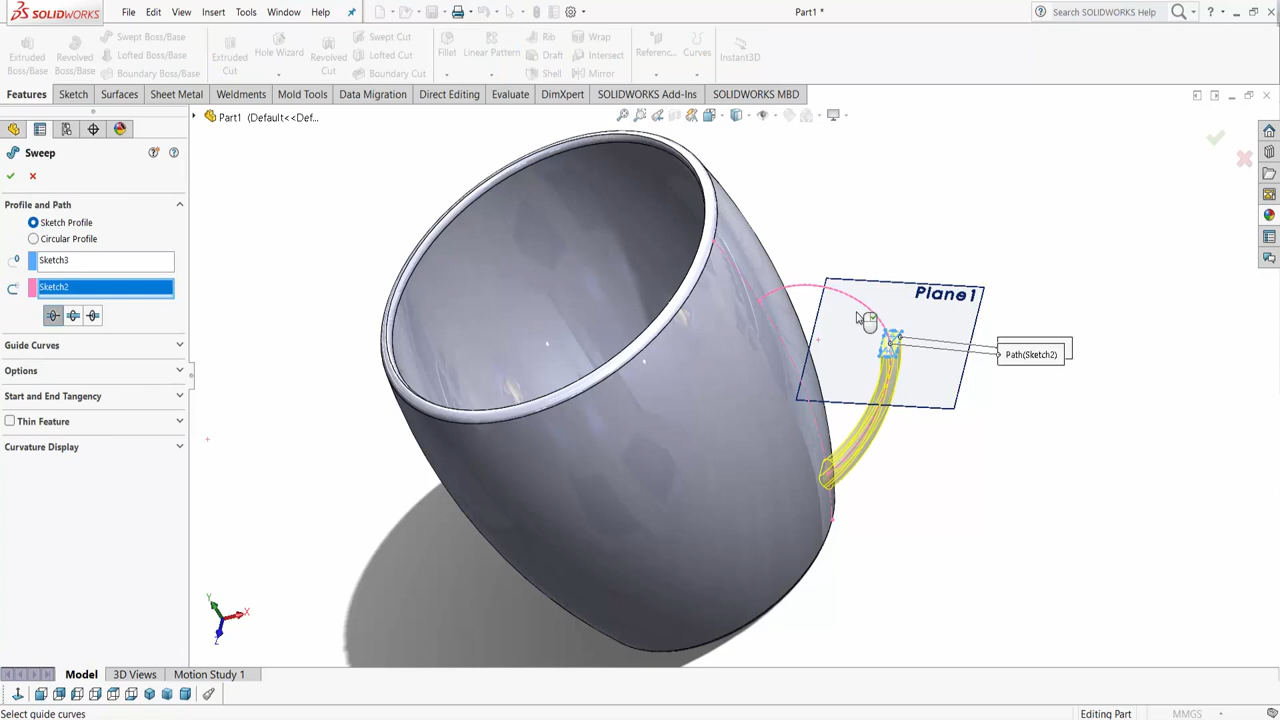 SOLIDWORKS File Edit View Insert Tools Window Help Part1 * Search SOLIDWORKS Help
Extruded Boss/Base Revolved Boss/Base Swept Boss/Base Lofted Boss/Base Boundary Boss/Base Extruded Cut Hole Wizard Revolved Cut Swept Cut Lofted Cut Boundary Cut Fillet Linear Pattern Rib Draft Shell Wrap Intersect Mirror Referenc... Curves Instant3D
Features Sketch Surfaces Sheet Metal Weldments Mold Tools Data Migration Direct Editing Evaluate DimXpert SOLIDWORKS Add-Ins SOLIDWORKS MBD
Part1 (Default<<Def...
Sweep
Profile and Path
Sketch Profile
Circular Profile
Sketch3
Sketch2
Guide Curves
Options
Start and End Tangency
Thin Feature
Curvature Display
Plane1
Path(Sketch2)
Y
X
Z
Model 3D Views Motion Study 1
Select guide curves Editing Part MMGS